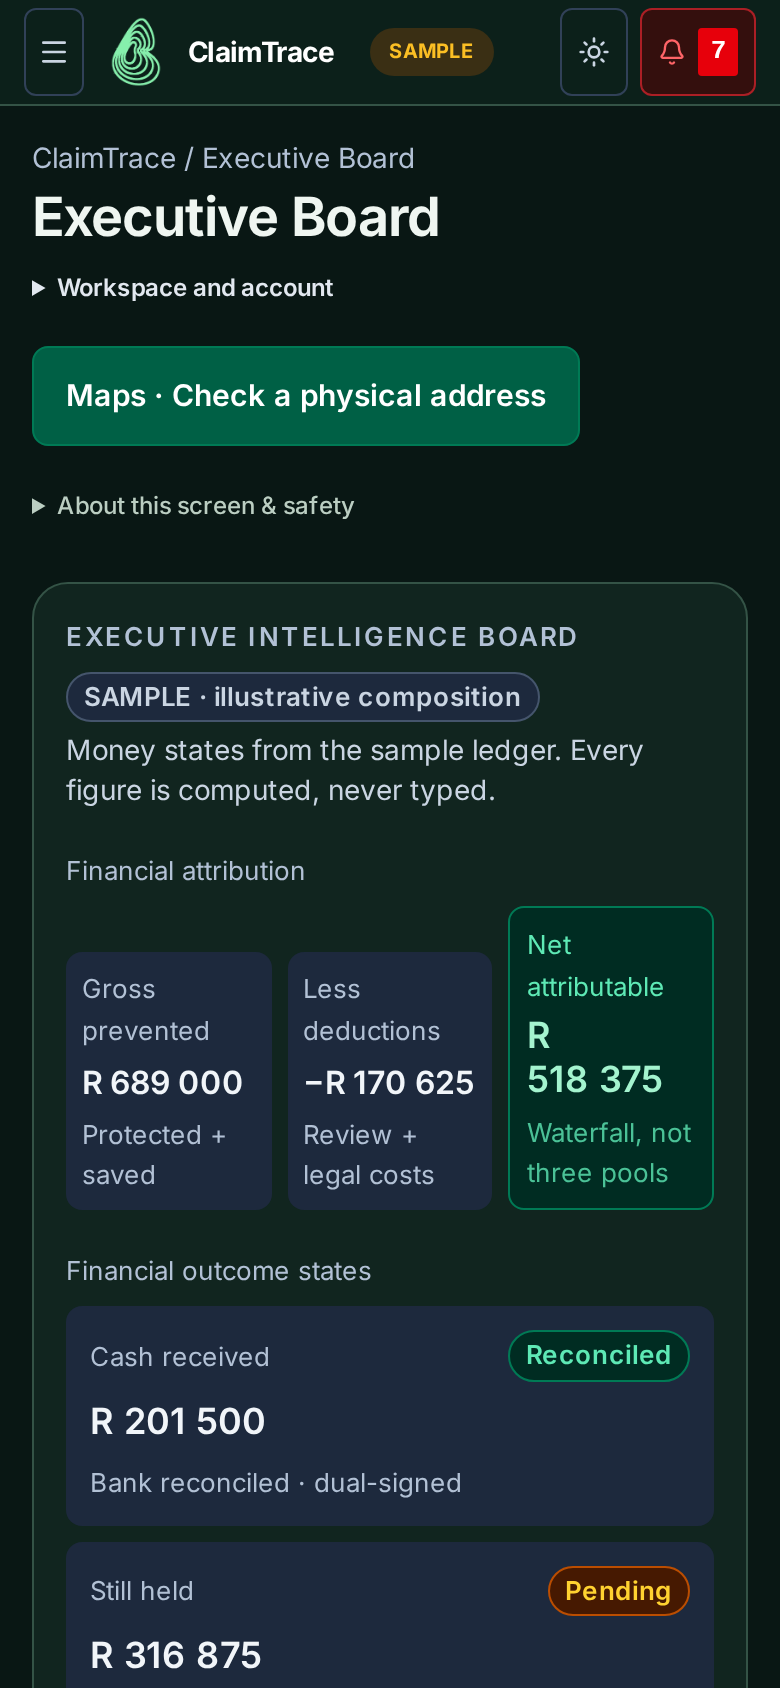 ClaimTrace
SAMPLE
7
ClaimTrace / Executive Board
Executive Board
▶ Workspace and account
Maps · Check a physical address
▶ About this screen & safety
EXECUTIVE INTELLIGENCE BOARD
SAMPLE · illustrative composition
Money states from the sample ledger. Every
figure is computed, never typed.
Financial attribution
Gross
prevented
R 689 000
Protected +
saved
Less
deductions
−R 170 625
Review +
legal costs
Net
attributable
R
518 375
Waterfall, not
three pools
Financial outcome states
Cash received
Reconciled
R 201 500
Bank reconciled · dual-signed
Still held
Pending
R 316 875